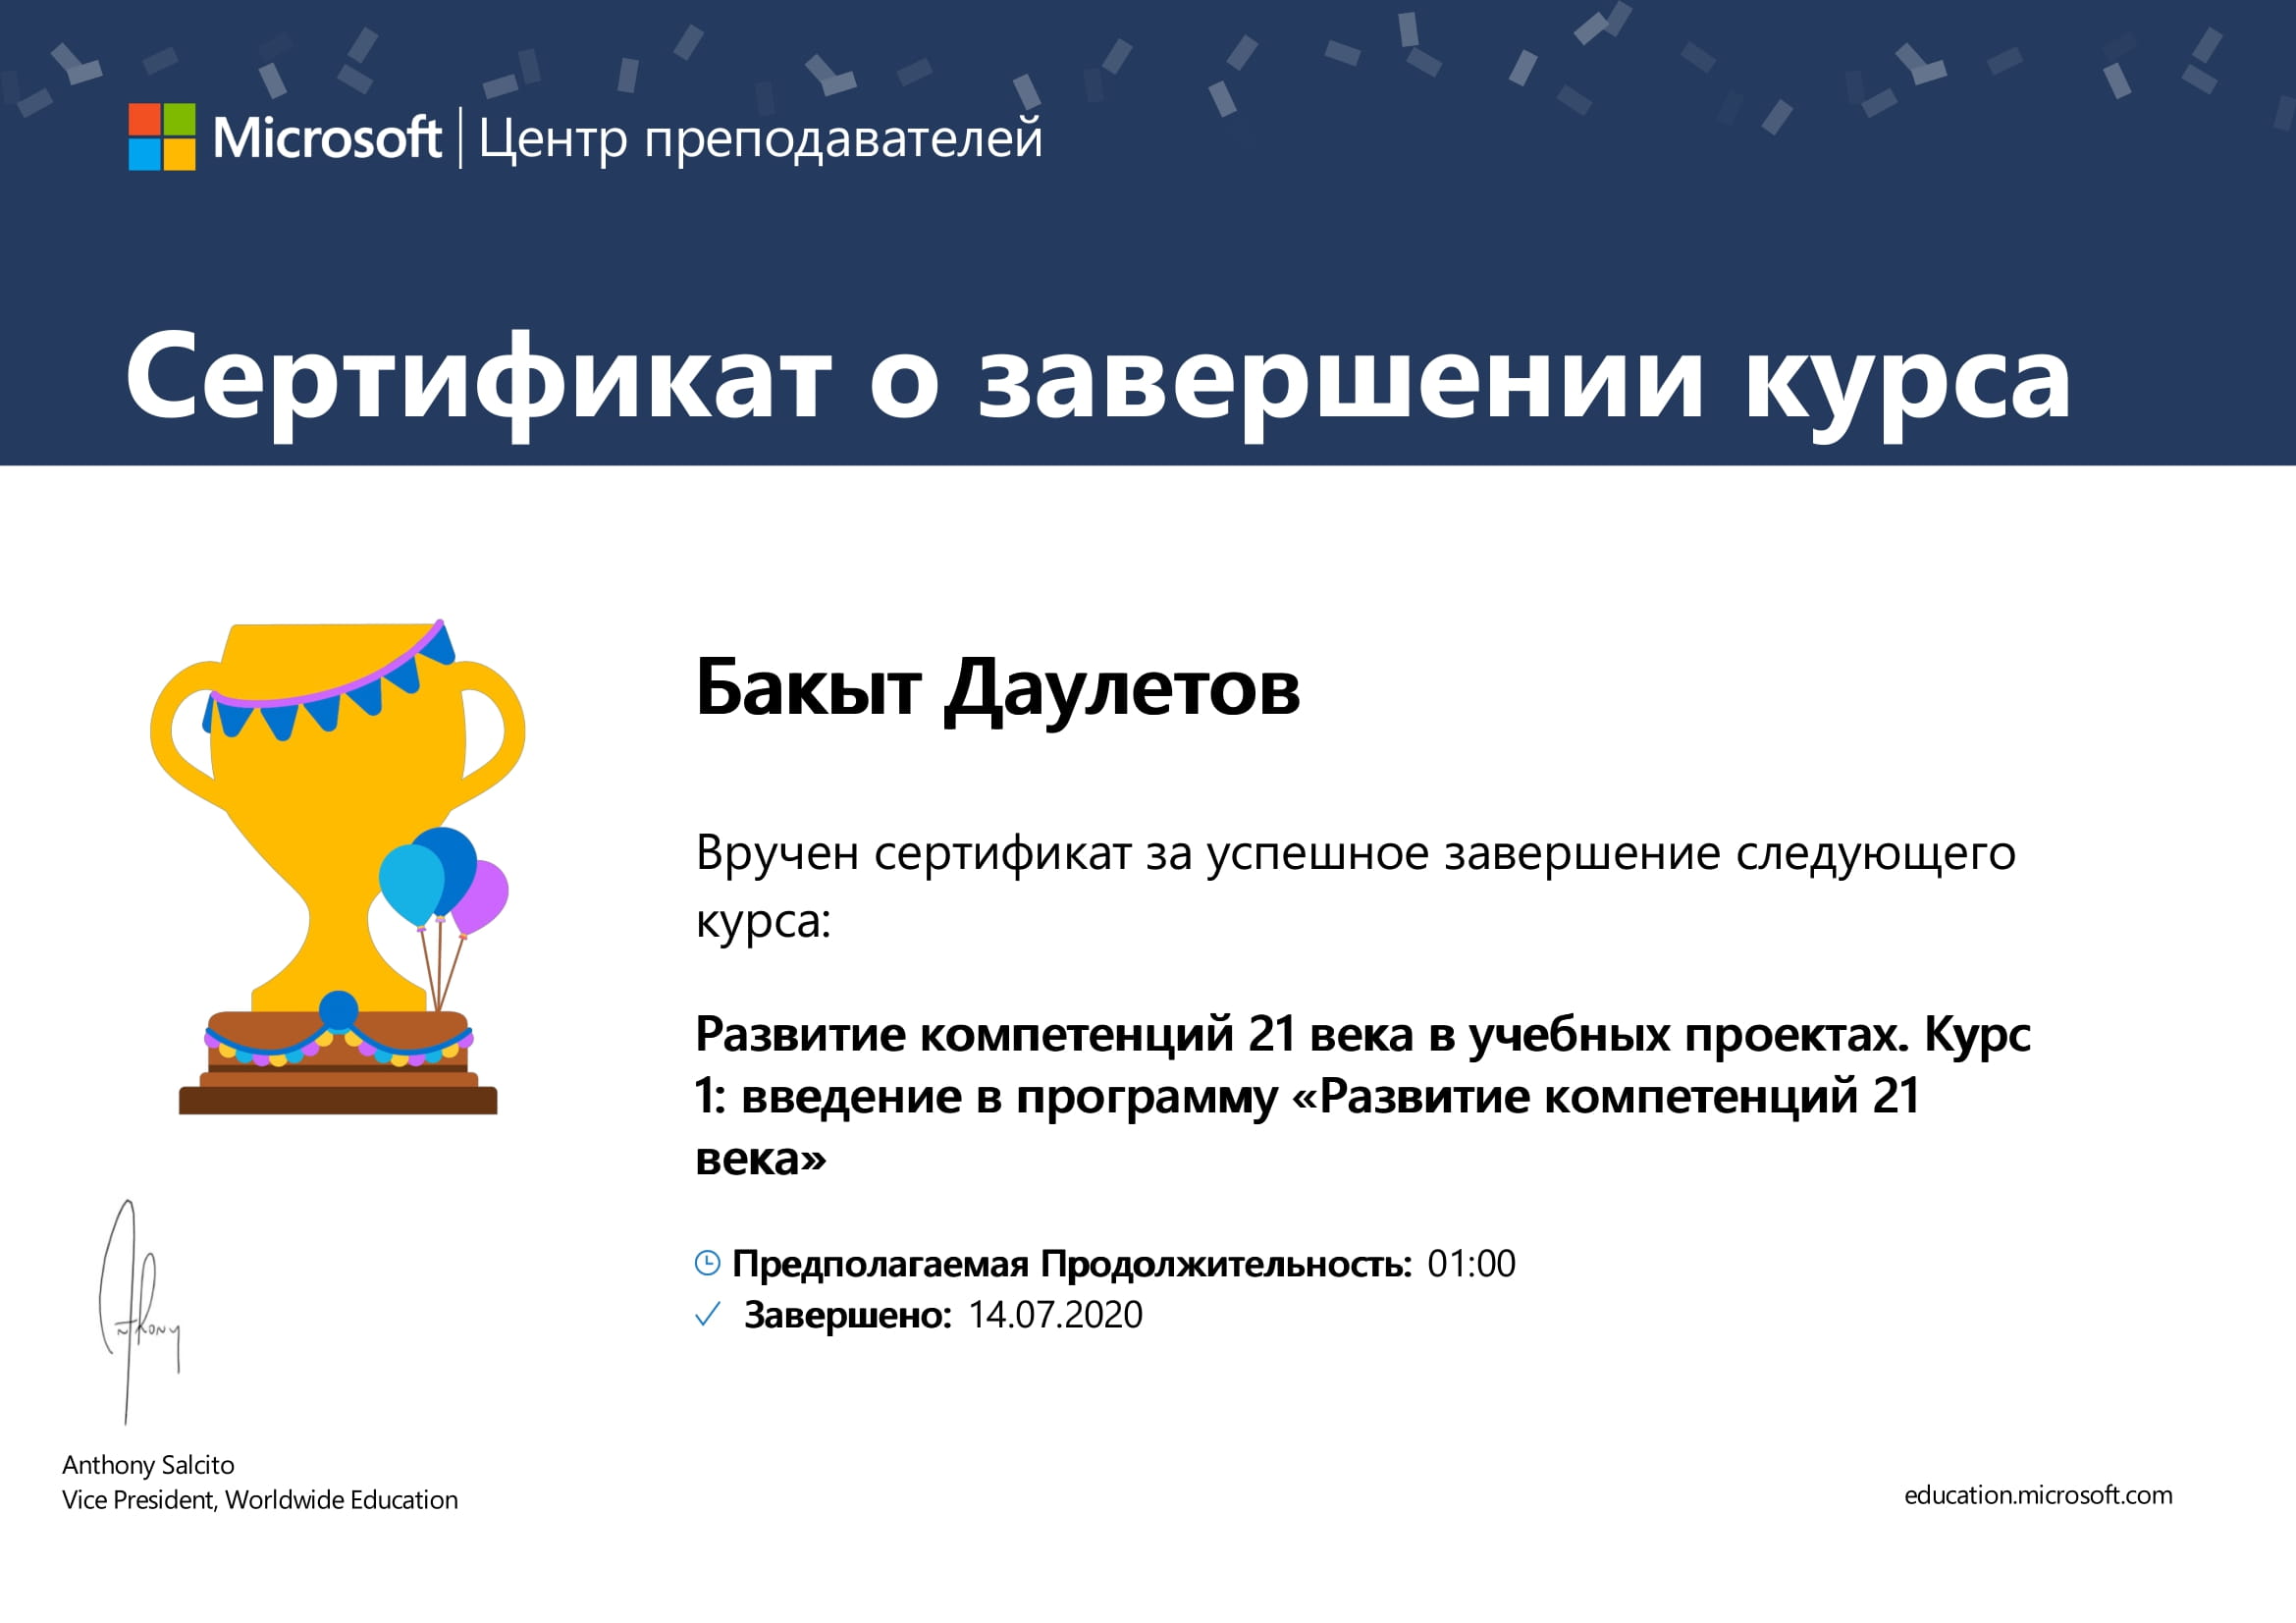 Microsoft | Центр преподавателей
Сертификат о завершении курса
Бакыт Даулетов
Вручен сертификат за успешное завершение следующего
курса:
Развитие компетенций 21 века в учебных проектах. Курс
1: введение в программу «Развитие компетенций 21
века»
Предполагаемая Продолжительность: 01:00
Завершено: 14.07.2020
Anthony
Anthony Salcito
Vice President, Worldwide Education
education.microsoft.com